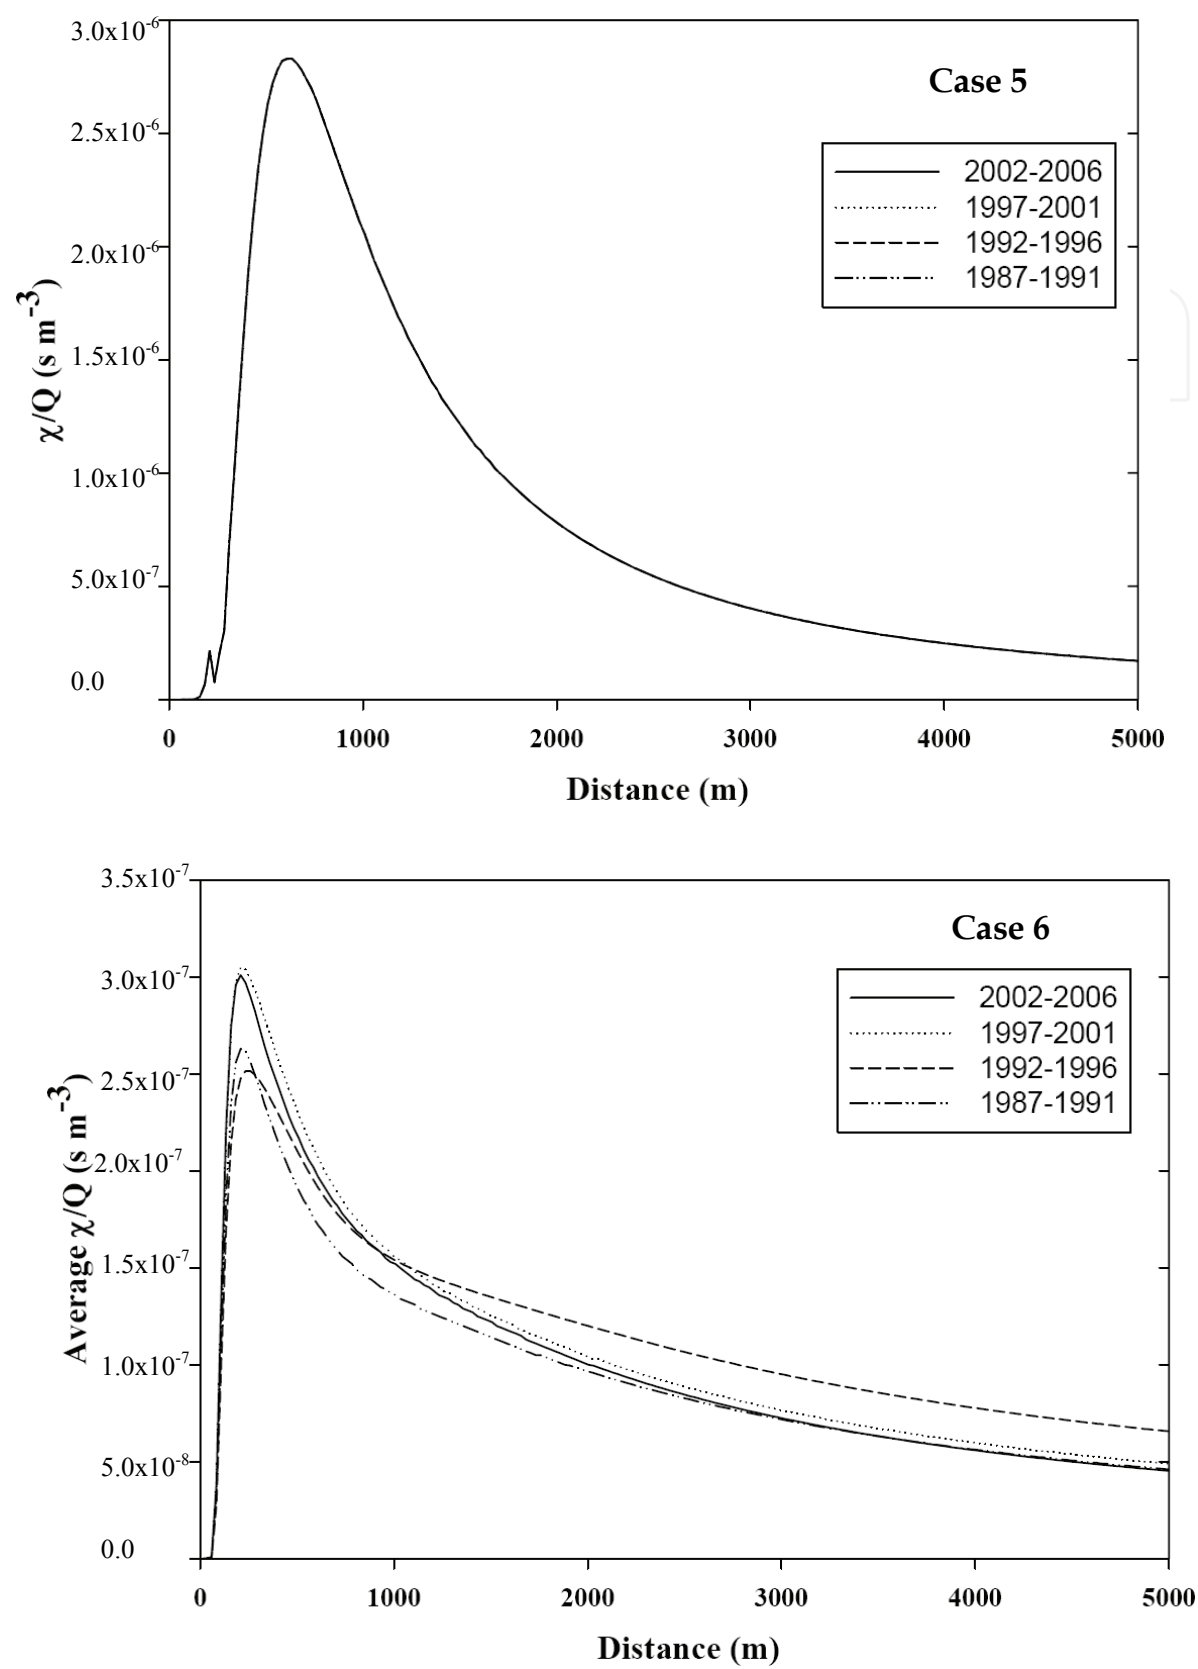 3.0x10⁻⁶
Case 5
2.5x10⁻⁶
2002-2006
1997-2001
1992-1996
1987-1991
2.0x10⁻⁶
χ/Q (s m⁻³)
1.5x10⁻⁶
1.0x10⁻⁶
5.0x10⁻⁷
0.0
0 1000 2000 3000 4000 5000
Distance (m)
3.5x10⁻⁷
Case 6
3.0x10⁻⁷
2002-2006
1997-2001
1992-1996
1987-1991
2.5x10⁻⁷
Average χ/Q (s m⁻³)
2.0x10⁻⁷
1.5x10⁻⁷
1.0x10⁻⁷
5.0x10⁻⁸
0.0
0 1000 2000 3000 4000 5000
Distance (m)